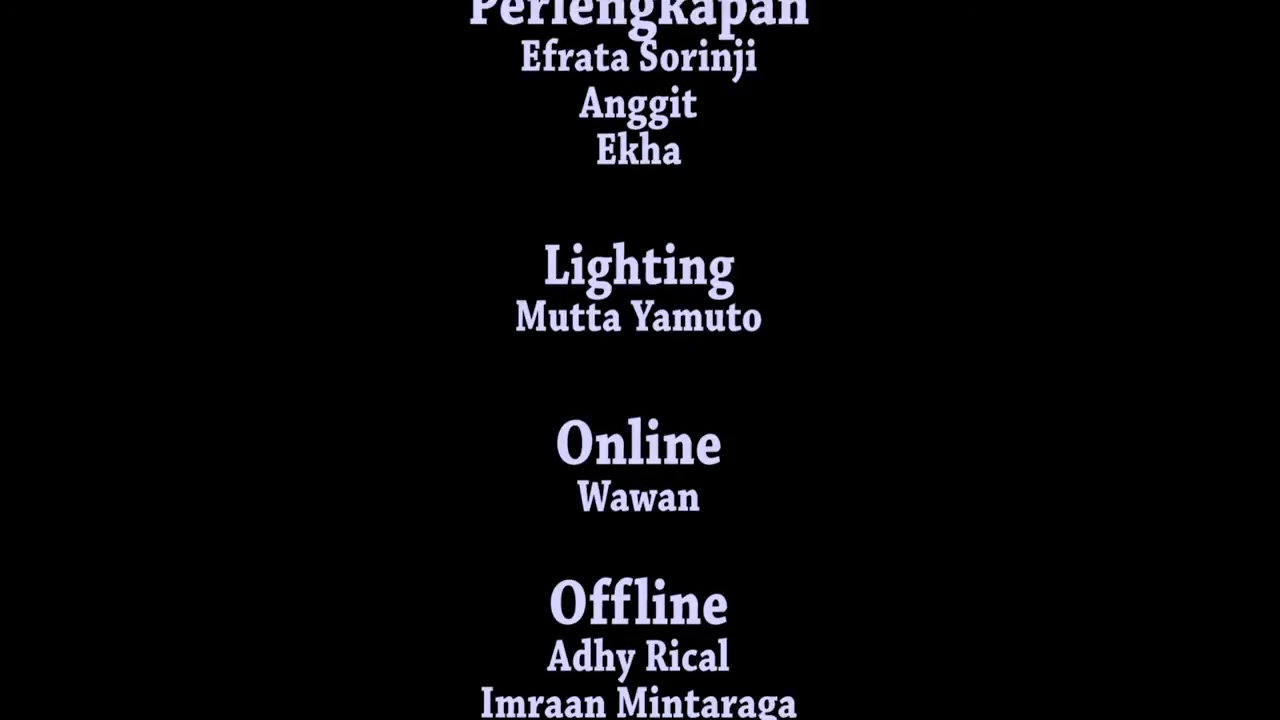 Perlengkapan
Efrata Sorinji
Anggit
Ekha
Lighting
Mutta Yamuto
Online
Wawan
Offline
Adhy Rical
Imraan Mintaraga